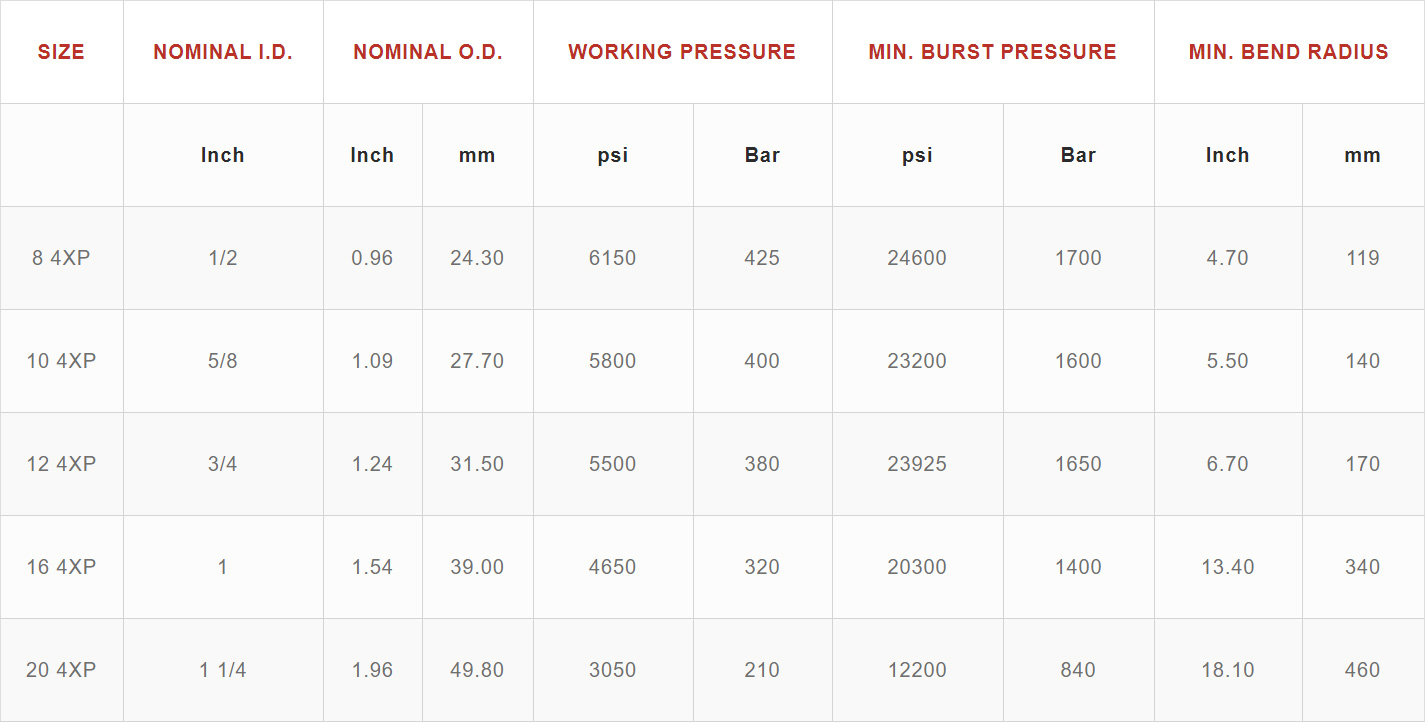 SIZE NOMINAL I.D. NOMINAL O.D. WORKING PRESSURE MIN. BURST PRESSURE MIN. BEND RADIUS
Inch Inch mm psi Bar psi Bar Inch mm
8 4XP 1/2 0.96 24.30 6150 425 24600 1700 4.70 119
10 4XP 5/8 1.09 27.70 5800 400 23200 1600 5.50 140
12 4XP 3/4 1.24 31.50 5500 380 23925 1650 6.70 170
16 4XP 1 1.54 39.00 4650 320 20300 1400 13.40 340
20 4XP 1 1/4 1.96 49.80 3050 210 12200 840 18.10 460